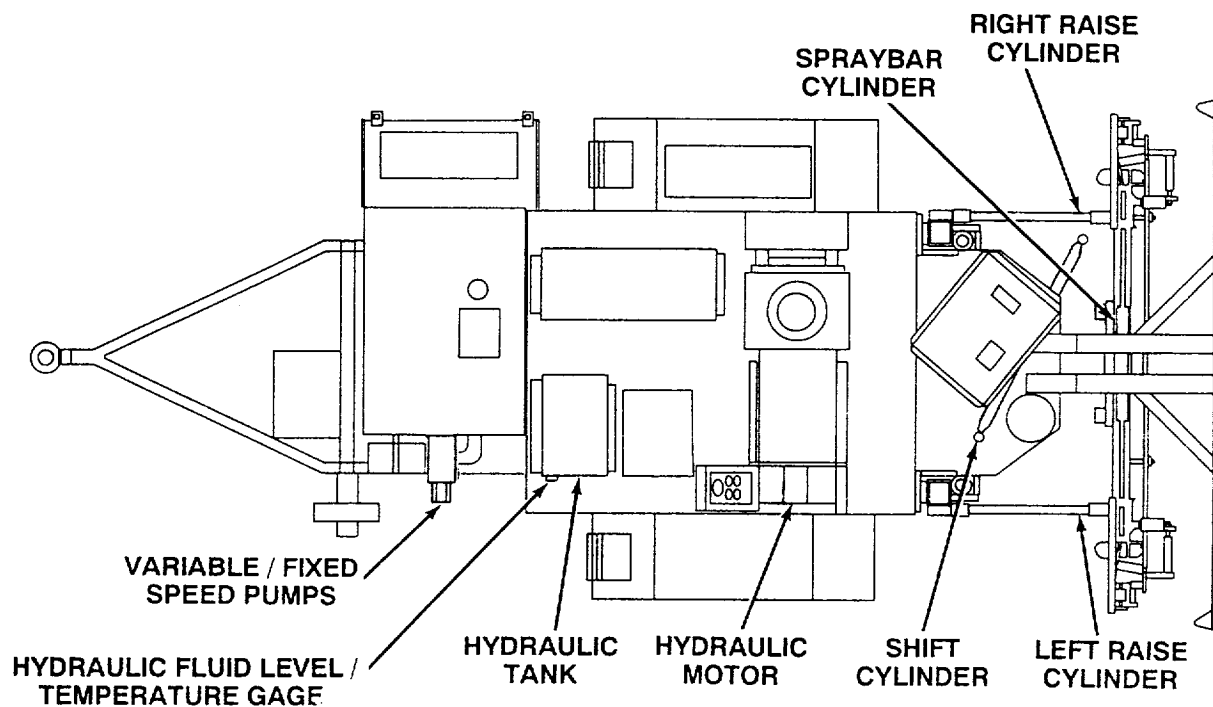 RIGHT RAISE
CYLINDER
SPRAYBAR
CYLINDER
VARIABLE / FIXED
SPEED PUMPS
HYDRAULIC FLUID LEVEL /
TEMPERATURE GAGE
HYDRAULIC
TANK
HYDRAULIC
MOTOR
SHIFT
CYLINDER
LEFT RAISE
CYLINDER